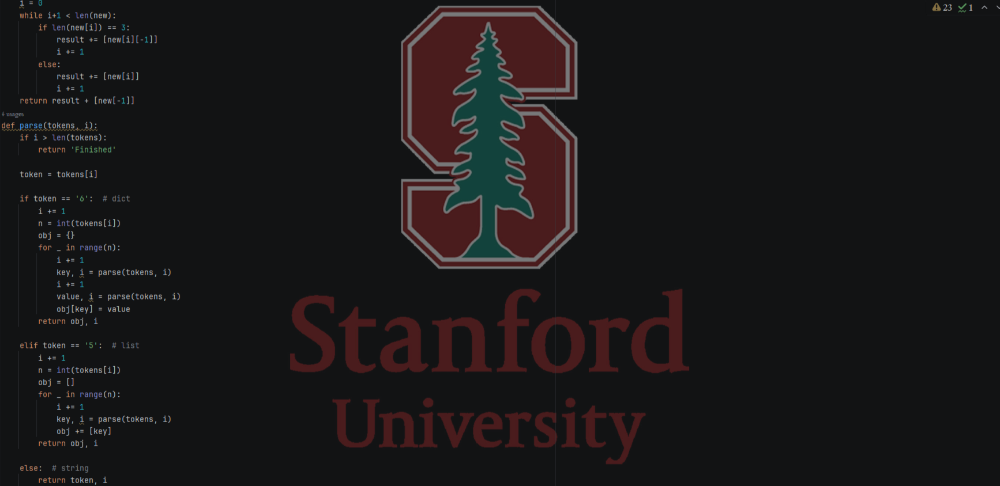 i = 0
while i+1 < len(new):
if len(new[i]) == 3:
result += [new[i][-1]]
i += 1
else:
result += [new[i]]
i += 1
return result + [new[-1]]
4 usages
def parse(tokens, i):
if i > len(tokens):
return 'Finished'
token = tokens[i]
if token == '6':  # dict
i += 1
n = int(tokens[i])
obj = {}
for _ in range(n):
i += 1
key, i = parse(tokens, i)
i += 1
value, i = parse(tokens, i)
obj[key] = value
return obj, i
elif token == '5':  # list
i += 1
n = int(tokens[i])
obj = []
for _ in range(n):
i += 1
key, i = parse(tokens, i)
obj += [key]
return obj, i
else:  # string
return token, i
23 1
Stanford
University